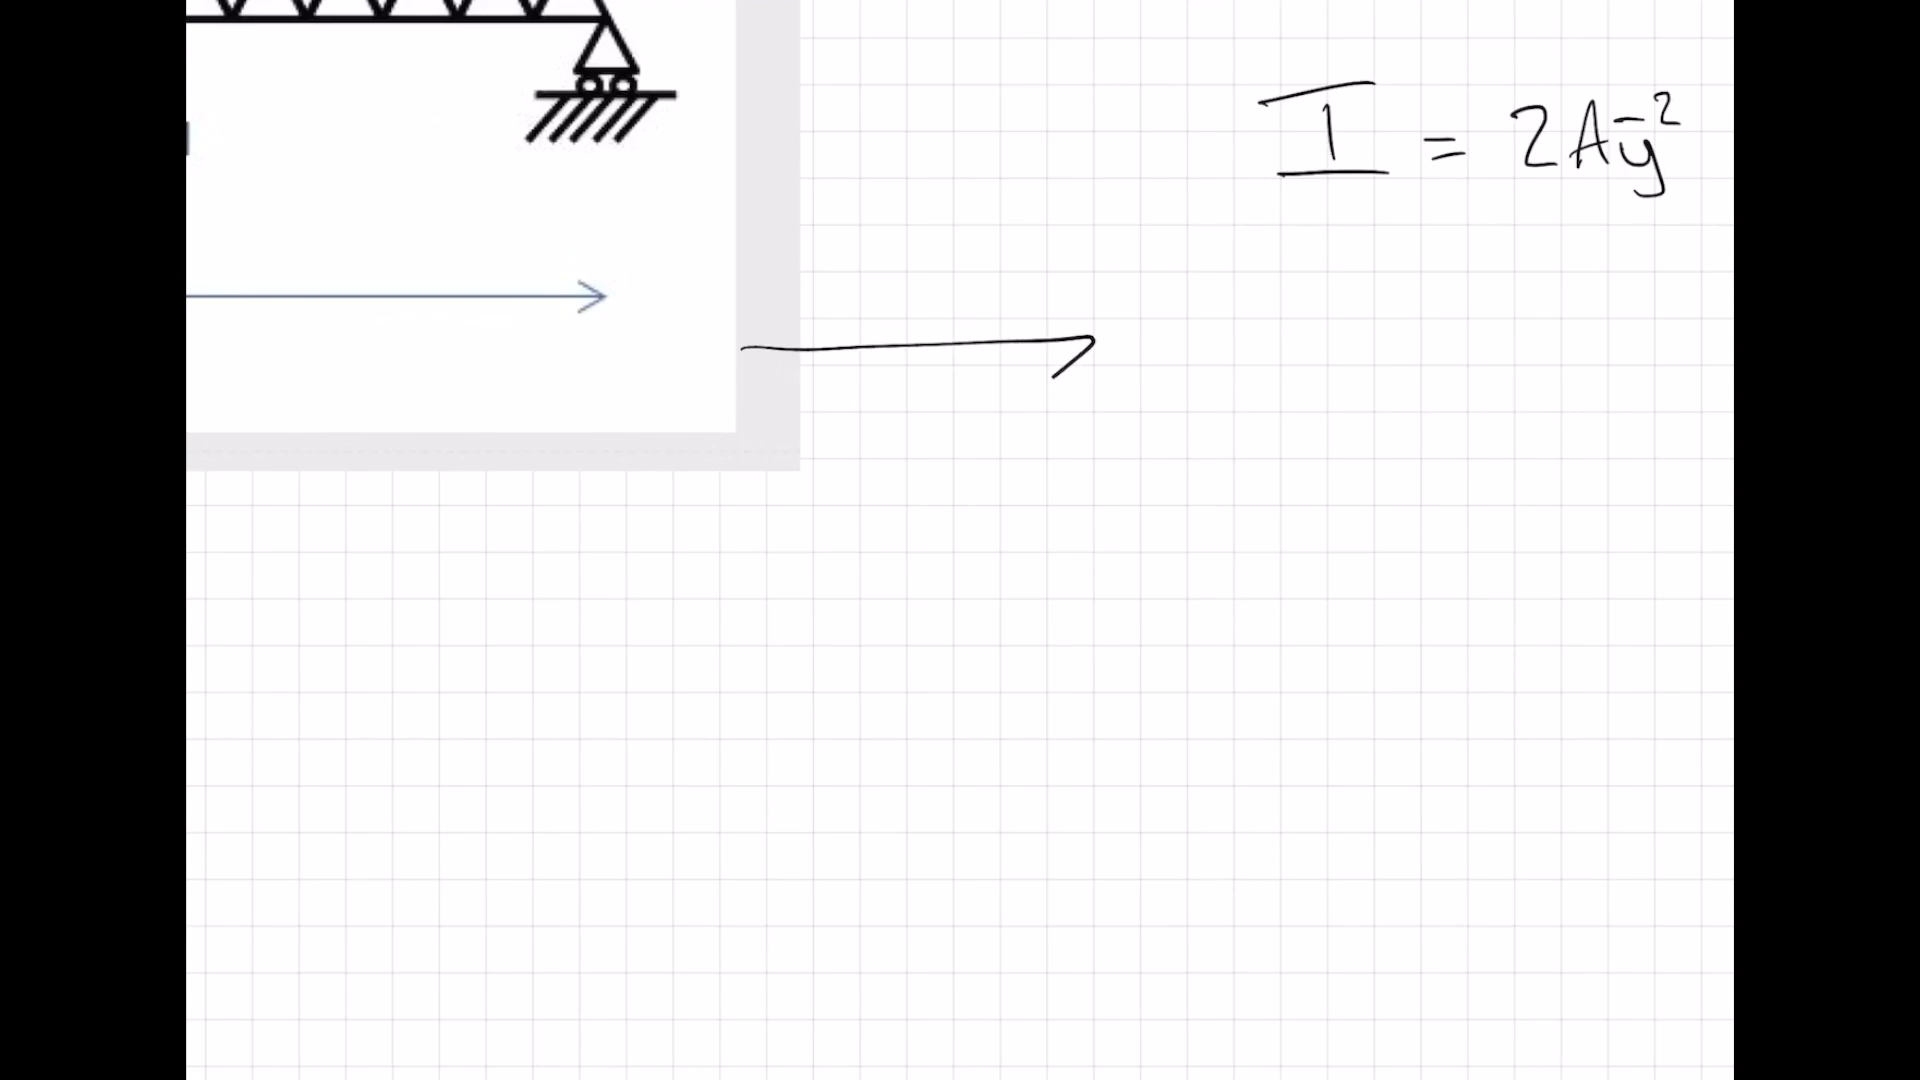 I = 2Aȳ²